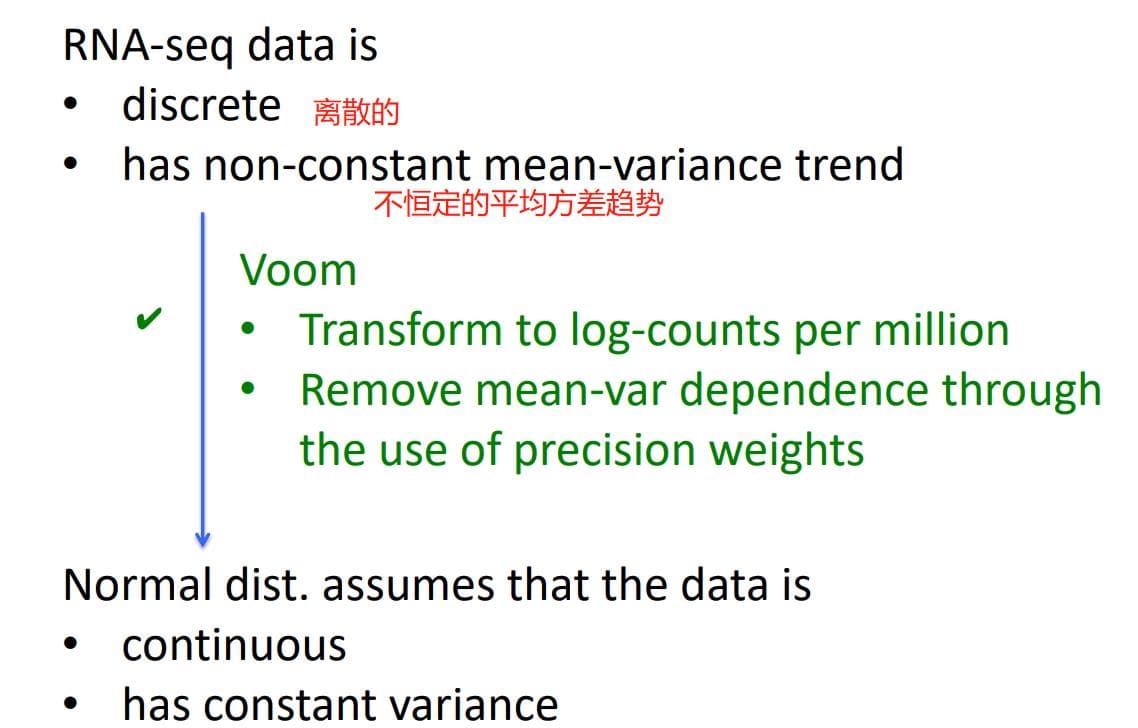 RNA-seq data is
• discrete 离散的
• has non-constant mean-variance trend
不恒定的平均方差趋势
Voom
✔
• Transform to log-counts per million
• Remove mean-var dependence through
the use of precision weights
Normal dist. assumes that the data is
• continuous
• has constant variance